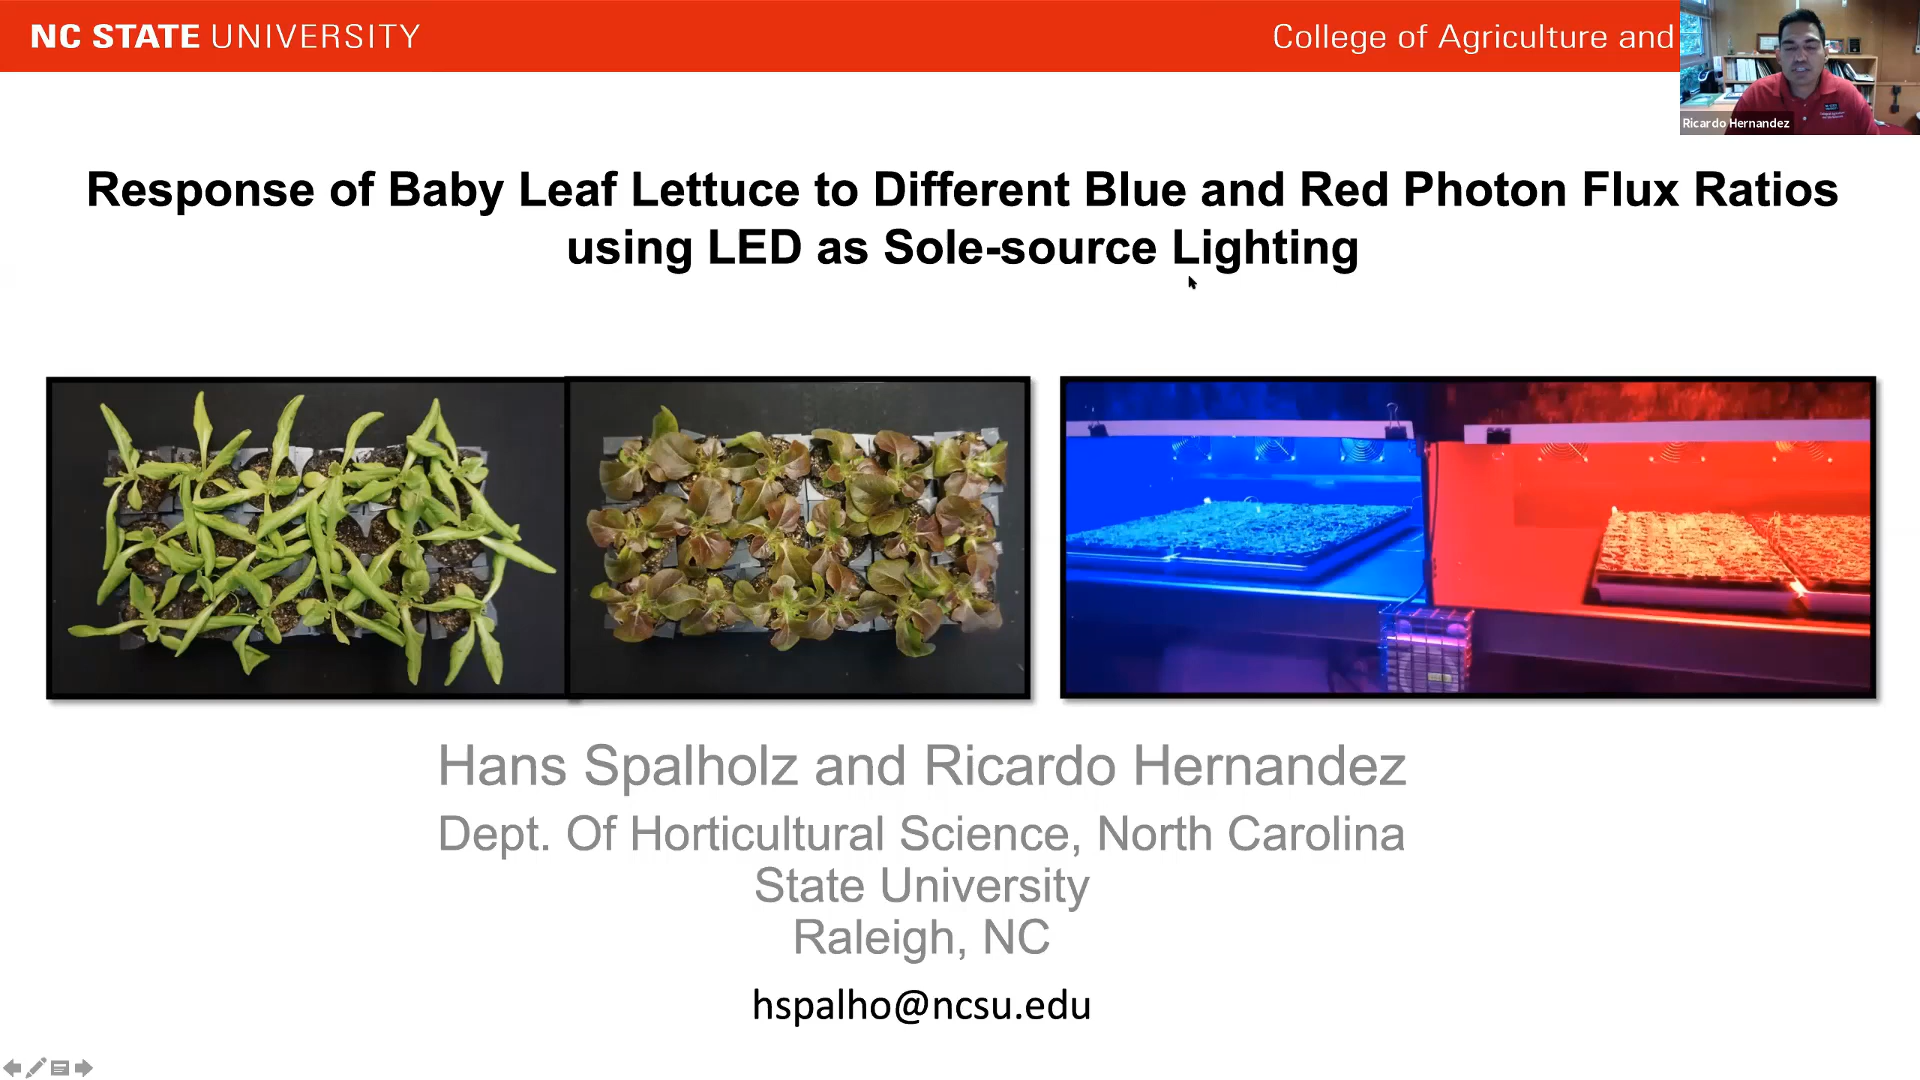 NC STATE UNIVERSITY
College of Agriculture and
Ricardo Hernandez
Response of Baby Leaf Lettuce to Different Blue and Red Photon Flux Ratios
using LED as Sole-source Lighting
Hans Spalholz and Ricardo Hernandez
Dept. Of Horticultural Science, North Carolina
State University
Raleigh, NC
hspalho@ncsu.edu